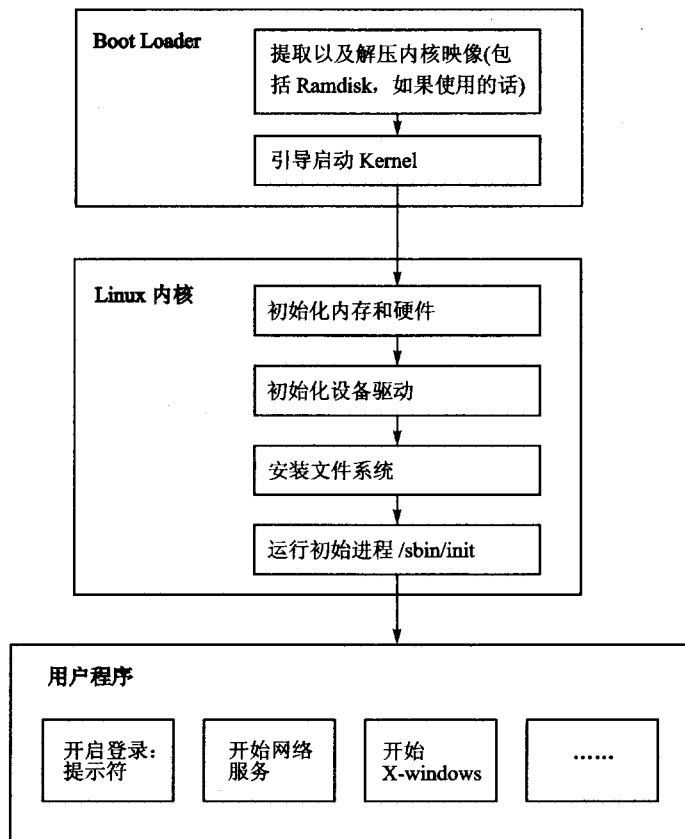 Boot Loader
提取以及解压内核映像(包
括 Ramdisk，如果使用的话)
引导启动 Kernel
Linux 内核
初始化内存和硬件
初始化设备驱动
安装文件系统
运行初始进程 /sbin/init
用户程序
开启登录：
提示符
开始网络
服务
开始
X-windows
……